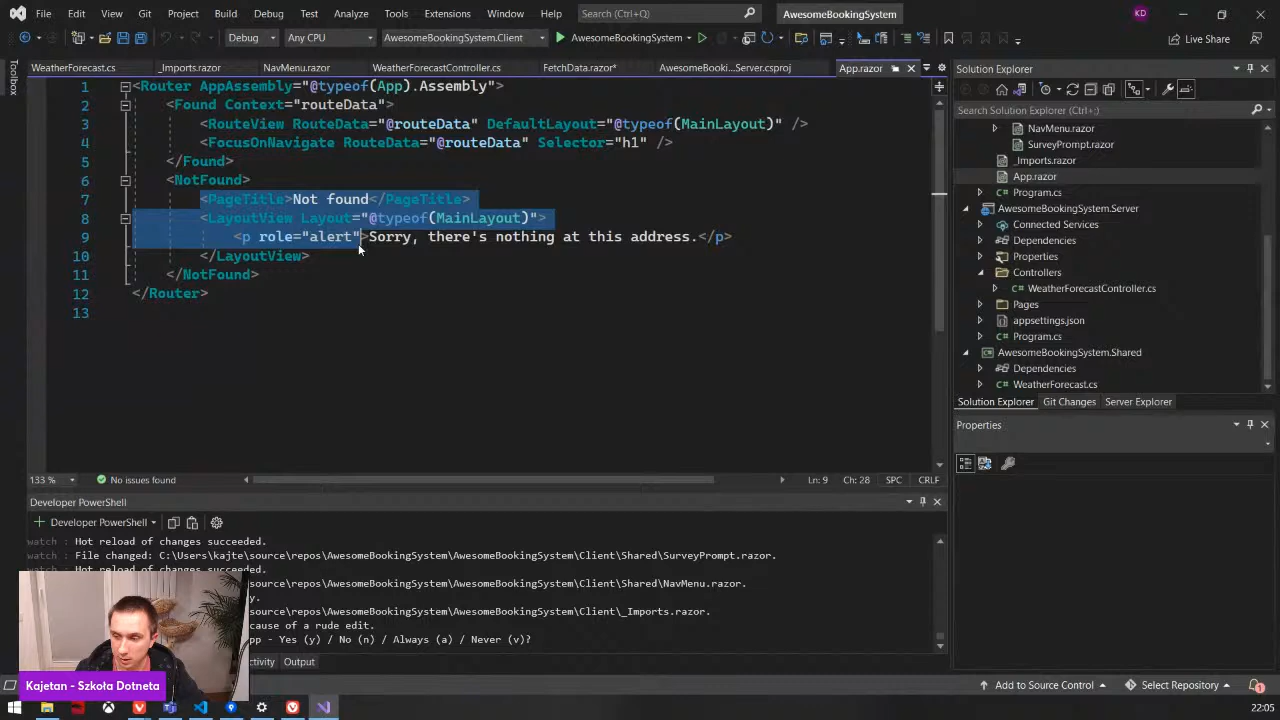 File Edit View Git Project Build Debug Test Analyze Tools Extensions Window Help Search (Ctrl+Q) AwesomeBookingSystem KD
Debug Any CPU AwesomeBookingSystem.Client AwesomeBookingSystem Live Share
Toolbox
WeatherForecast.cs _Imports.razor NavMenu.razor WeatherForecastController.cs FetchData.razor* AwesomeBooki...Server.csproj App.razor
1 <Router AppAssembly="@typeof(App).Assembly">
2 <Found Context="routeData">
3 <RouteView RouteData="@routeData" DefaultLayout="@typeof(MainLayout)" />
4 <FocusOnNavigate RouteData="@routeData" Selector="h1" />
5 </Found>
6 <NotFound>
7 <PageTitle>Not found</PageTitle>
8 <LayoutView Layout="@typeof(MainLayout)">
9 <p role="alert">Sorry, there's nothing at this address.</p>
10 </LayoutView>
11 </NotFound>
12 </Router>
13
133 % No issues found Ln: 9 Ch: 28 SPC CRLF
Solution Explorer
Search Solution Explorer
NavMenu.razor
SurveyPrompt.razor
_Imports.razor
App.razor
Program.cs
AwesomeBookingSystem.Server
Connected Services
Dependencies
Properties
Controllers
WeatherForecastController.cs
Pages
appsettings.json
Program.cs
AwesomeBookingSystem.Shared
Dependencies
WeatherForecast.cs
Solution Explorer Git Changes Server Explorer
Properties
Developer PowerShell
+ Developer PowerShell
watch : Hot reload of changes succeeded.
watch : File changed: C:\Users\kajte\source\repos\AwesomeBookingSystem\AwesomeBookingSystem\Client\Shared\SurveyPrompt.razor.
watch : Hot reload of changes succeeded.
\source\repos\AwesomeBookingSystem\AwesomeBookingSystem\Client\Shared\NavMenu.razor.
\source\repos\AwesomeBookingSystem\AwesomeBookingSystem\Client\_Imports.razor.
ecause of a rude edit.
- Yes (y) / No (n) / Always (a) / Never (v)?
Output
Kajetan - Szkoła Dotneta
Add to Source Control Select Repository 1
22:05